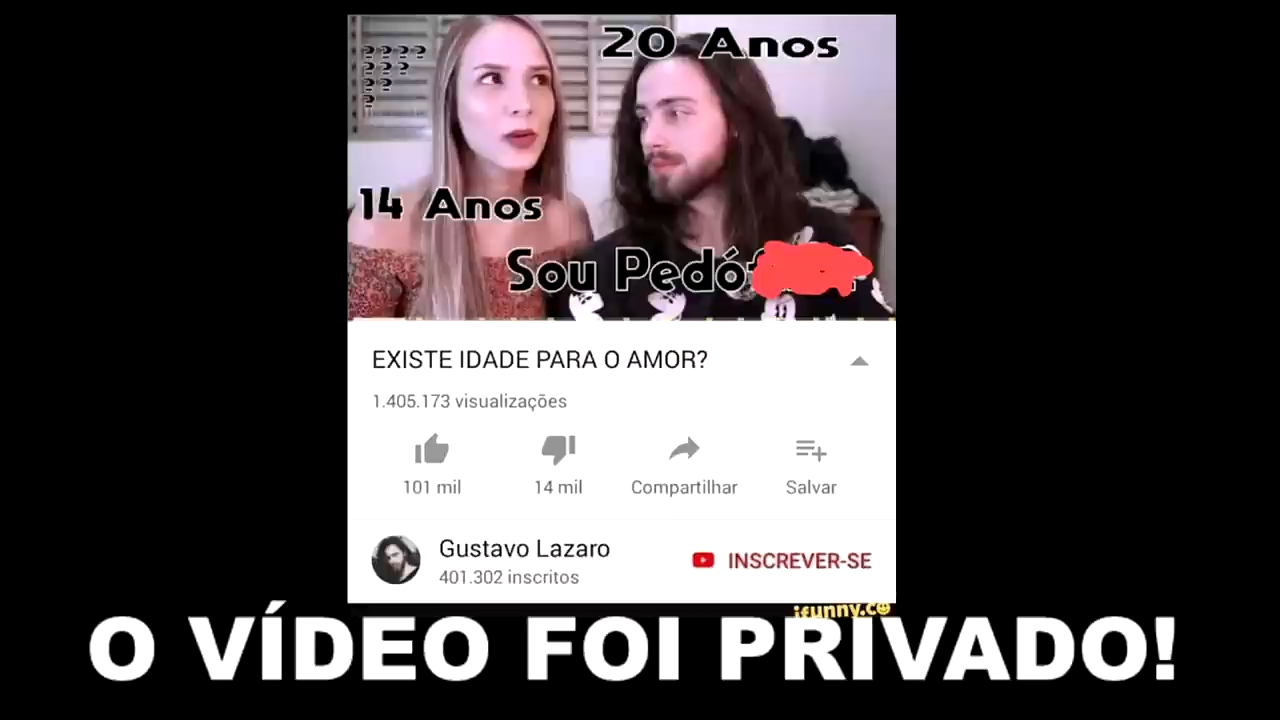 ????
???
??
?
20 Anos
14 Anos
Sou Pedóf
EXISTE IDADE PARA O AMOR?
1.405.173 visualizações
101 mil
14 mil
Compartilhar
Salvar
Gustavo Lazaro
401.302 inscritos
INSCREVER-SE
ifunny.co
O VÍDEO FOI PRIVADO!